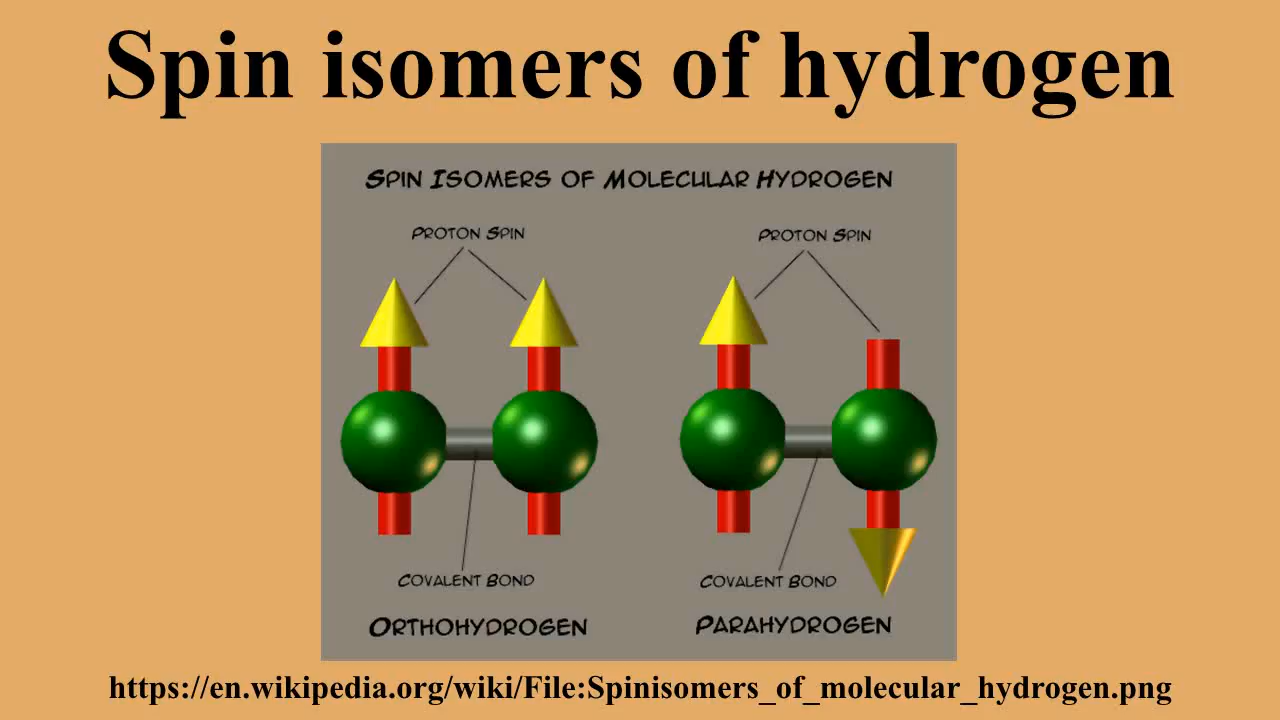 Spin isomers of hydrogen
Spin Isomers of Molecular Hydrogen
Proton Spin
Proton Spin
Covalent Bond
Covalent Bond
Orthohydrogen
Parahydrogen
https://en.wikipedia.org/wiki/File:Spinisomers_of_molecular_hydrogen.png